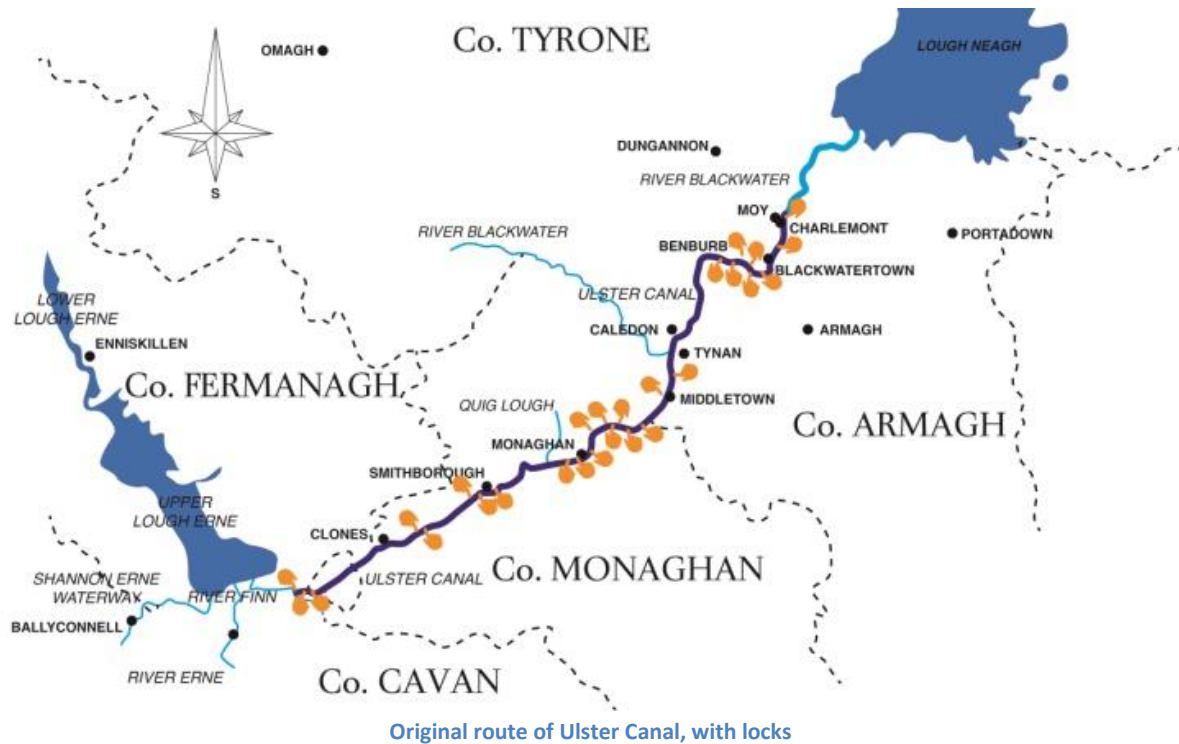 Co. TYRONE
OMAGH
LOUGH NEAGH
DUNGANNON
RIVER BLACKWATER
S
MOY
CHARLEMONT
RIVER BLACKWATER
BENBURB
PORTADOWN
BLACKWATERTOWN
ULSTER CANAL
LOWER
LOUGH ERNE
CALEDON
ARMAGH
ENNISKILLEN
TYNAN
Co. FERMANAGH
MIDDLETOWN
QUIG LOUGH
Co. ARMAGH
MONAGHAN
SMITHBOROUGH
UPPER
LOUGH ERNE
CLONES
Co. MONAGHAN
SHANNON ERNE
WATERWAY
ULSTER CANAL
RIVER FINN
BALLYCONNELL
RIVER ERNE
Co. CAVAN
Original route of Ulster Canal, with locks